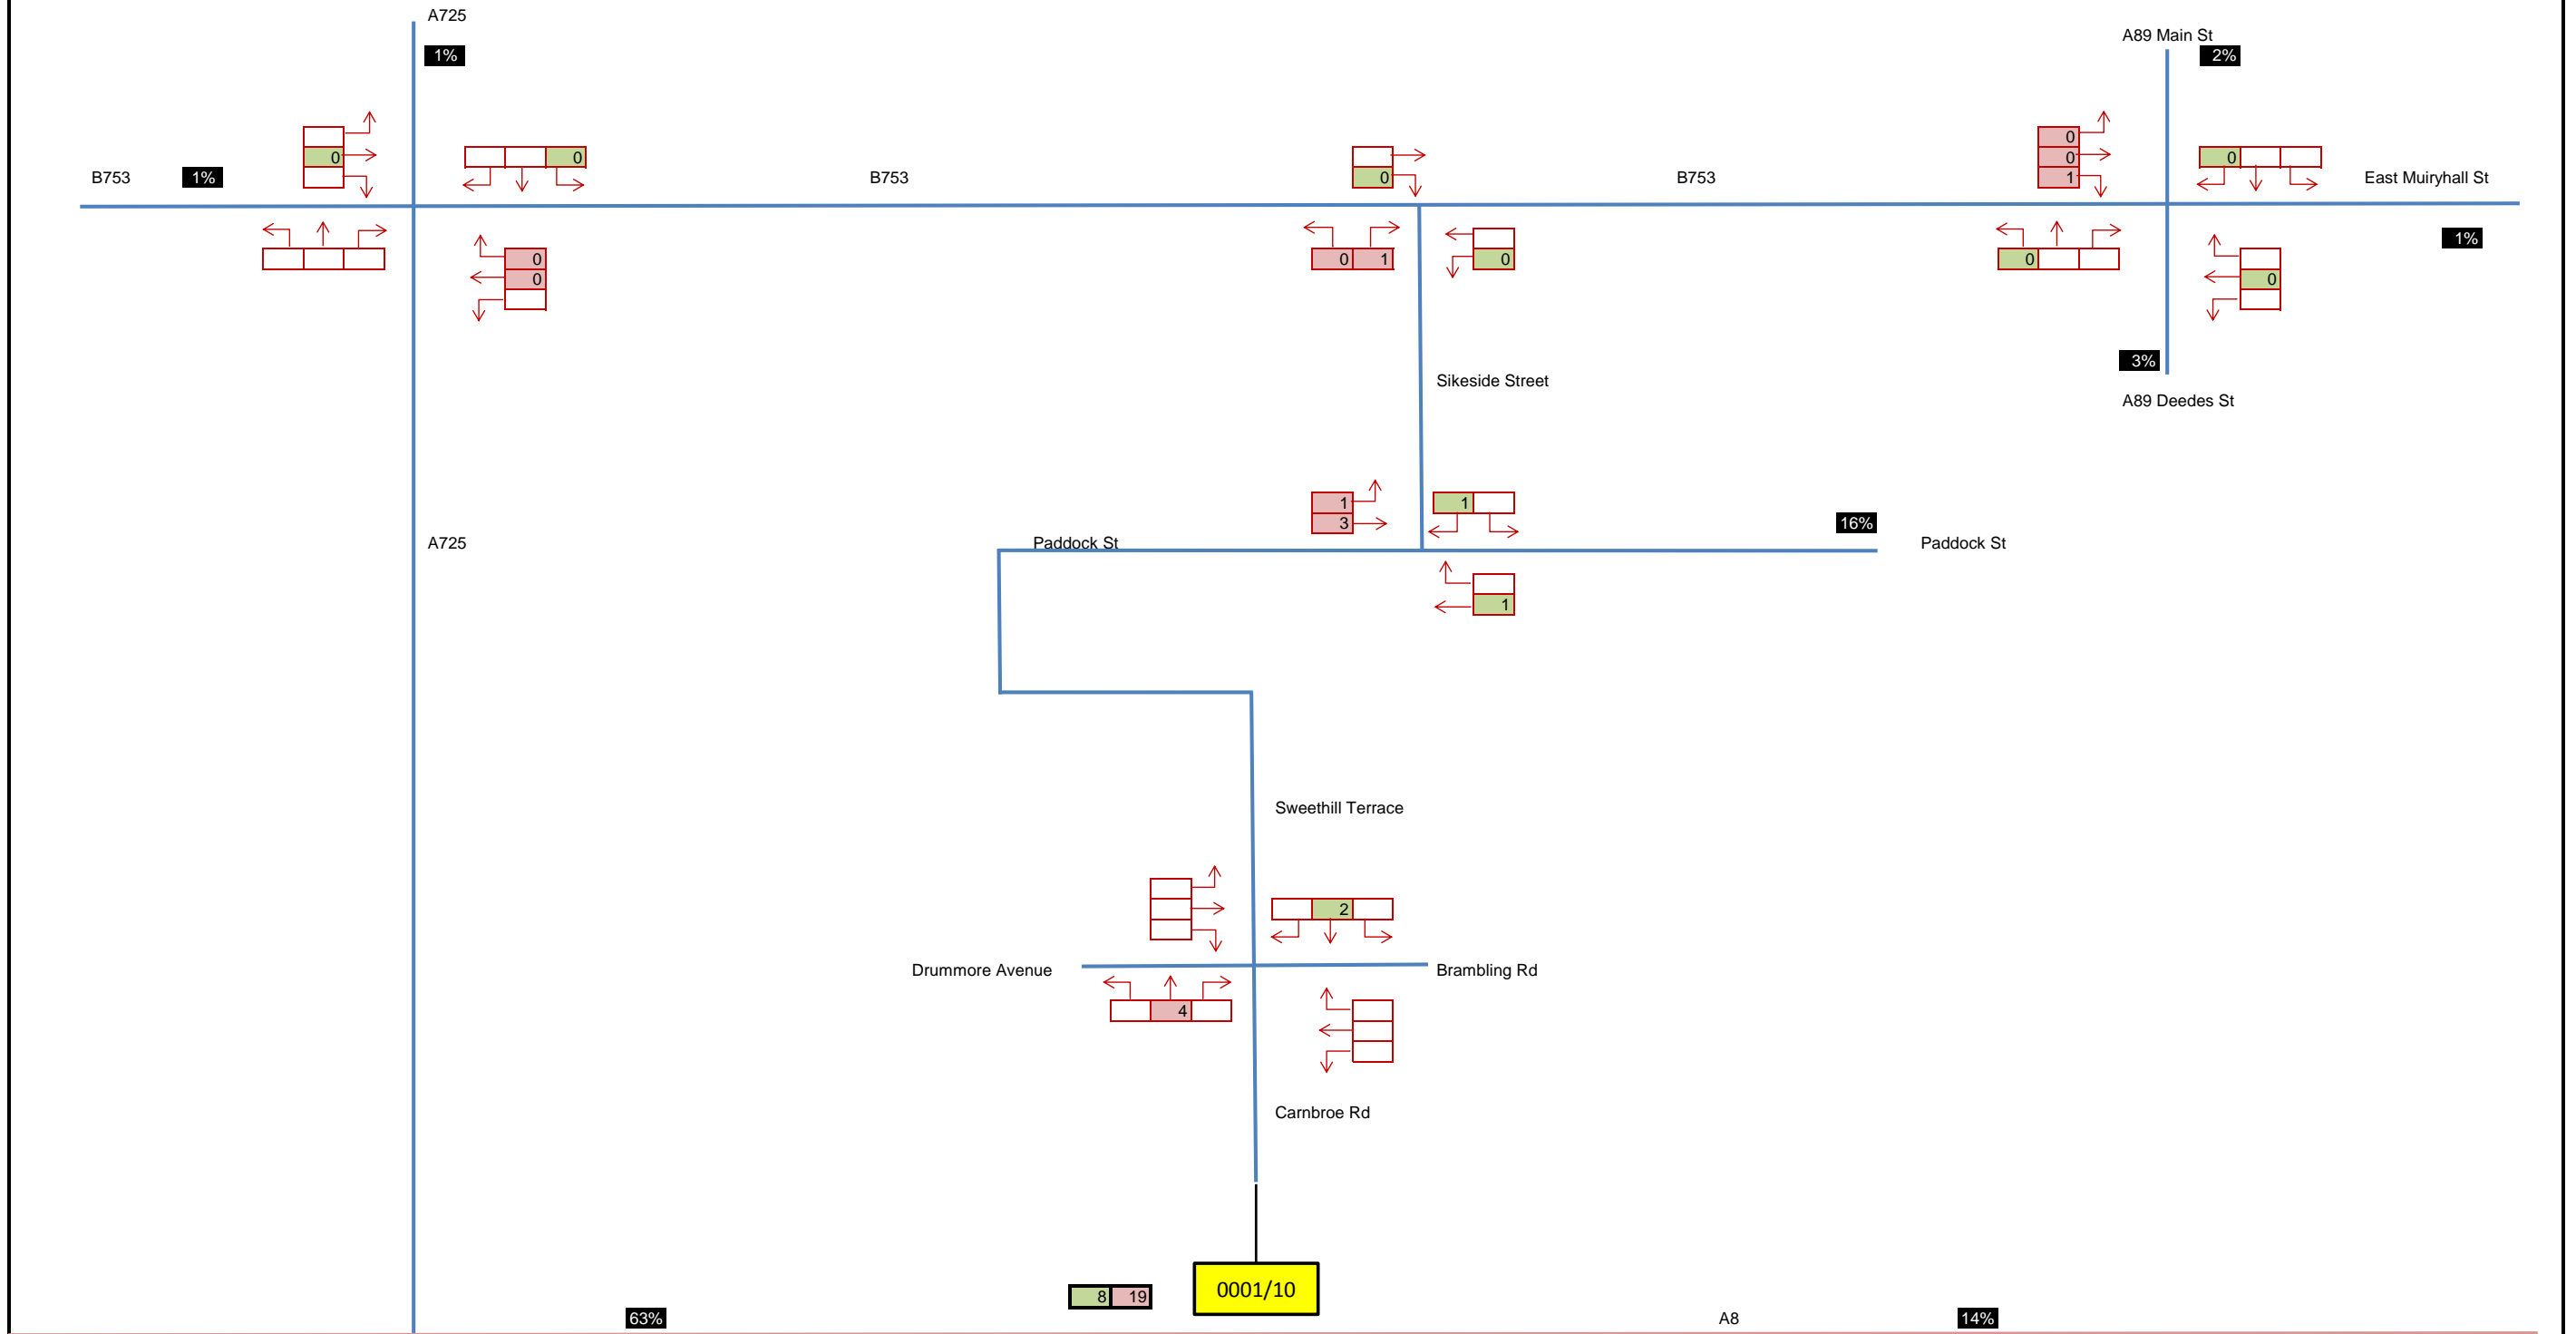 A725
A89 Main St
1%
2%
0
0
0
0
0
0
0
1
B753
1%
B753
B753
East Muiryhall St
1%
0
0
0
1
0
0
0
3%
Sikeside Street
A89 Deedes St
1
3
1
16%
A725
Paddock St
Paddock St
1
Sweethill Terrace
2
Drummore Avenue
Brambling Rd
4
Carnbroe Rd
8 19
0001/10
63%
A8
14%